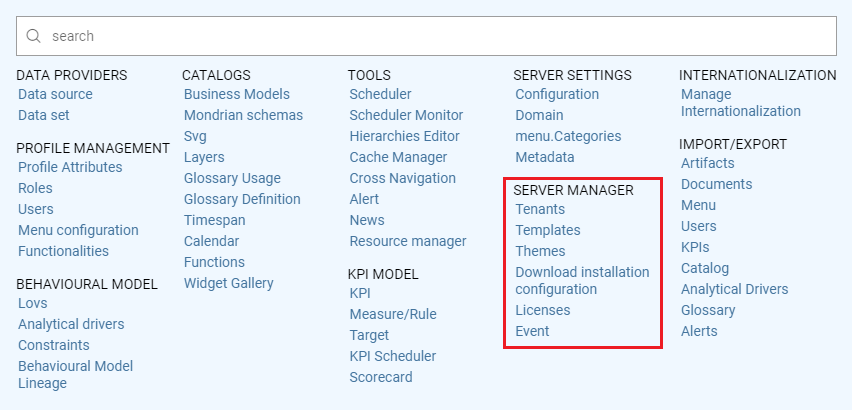 search
DATA PROVIDERS
Data source
Data set
PROFILE MANAGEMENT
Profile Attributes
Roles
Users
Menu configuration
Functionalities
BEHAVIOURAL MODEL
Lovs
Analytical drivers
Constraints
Behavioural Model
Lineage
CATALOGS
Business Models
Mondrian schemas
Svg
Layers
Glossary Usage
Glossary Definition
Timespan
Calendar
Functions
Widget Gallery
TOOLS
Scheduler
Scheduler Monitor
Hierarchies Editor
Cache Manager
Cross Navigation
Alert
News
Resource manager
KPI MODEL
KPI
Measure/Rule
Target
KPI Scheduler
Scorecard
SERVER SETTINGS
Configuration
Domain
menu.Categories
Metadata
SERVER MANAGER
Tenants
Templates
Themes
Download installation
configuration
Licenses
Event
INTERNATIONALIZATION
Manage
Internationalization
IMPORT/EXPORT
Artifacts
Documents
Menu
Users
KPIs
Catalog
Analytical Drivers
Glossary
Alerts